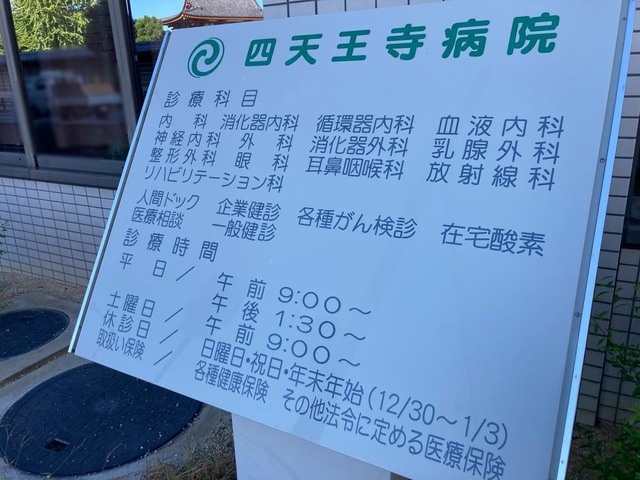 四天王寺病院
診療科目
内科 消化器内科 循環器内科 血液内科
神経内科 外科 消化器外科 乳腺外科
整形外科 眼科 耳鼻咽喉科 放射線科
リハビリテーション科
人間ドック 企業健診 各種がん検診 在宅酸素
医療相談 一般健診
診療時間
平日／午前 9:00～
午後 1:30～
土曜日／午前 9:00～
休診日／日曜日・祝日・年末年始(12/30～1/3)
取扱い保険／各種健康保険 その他法令に定める医療保険